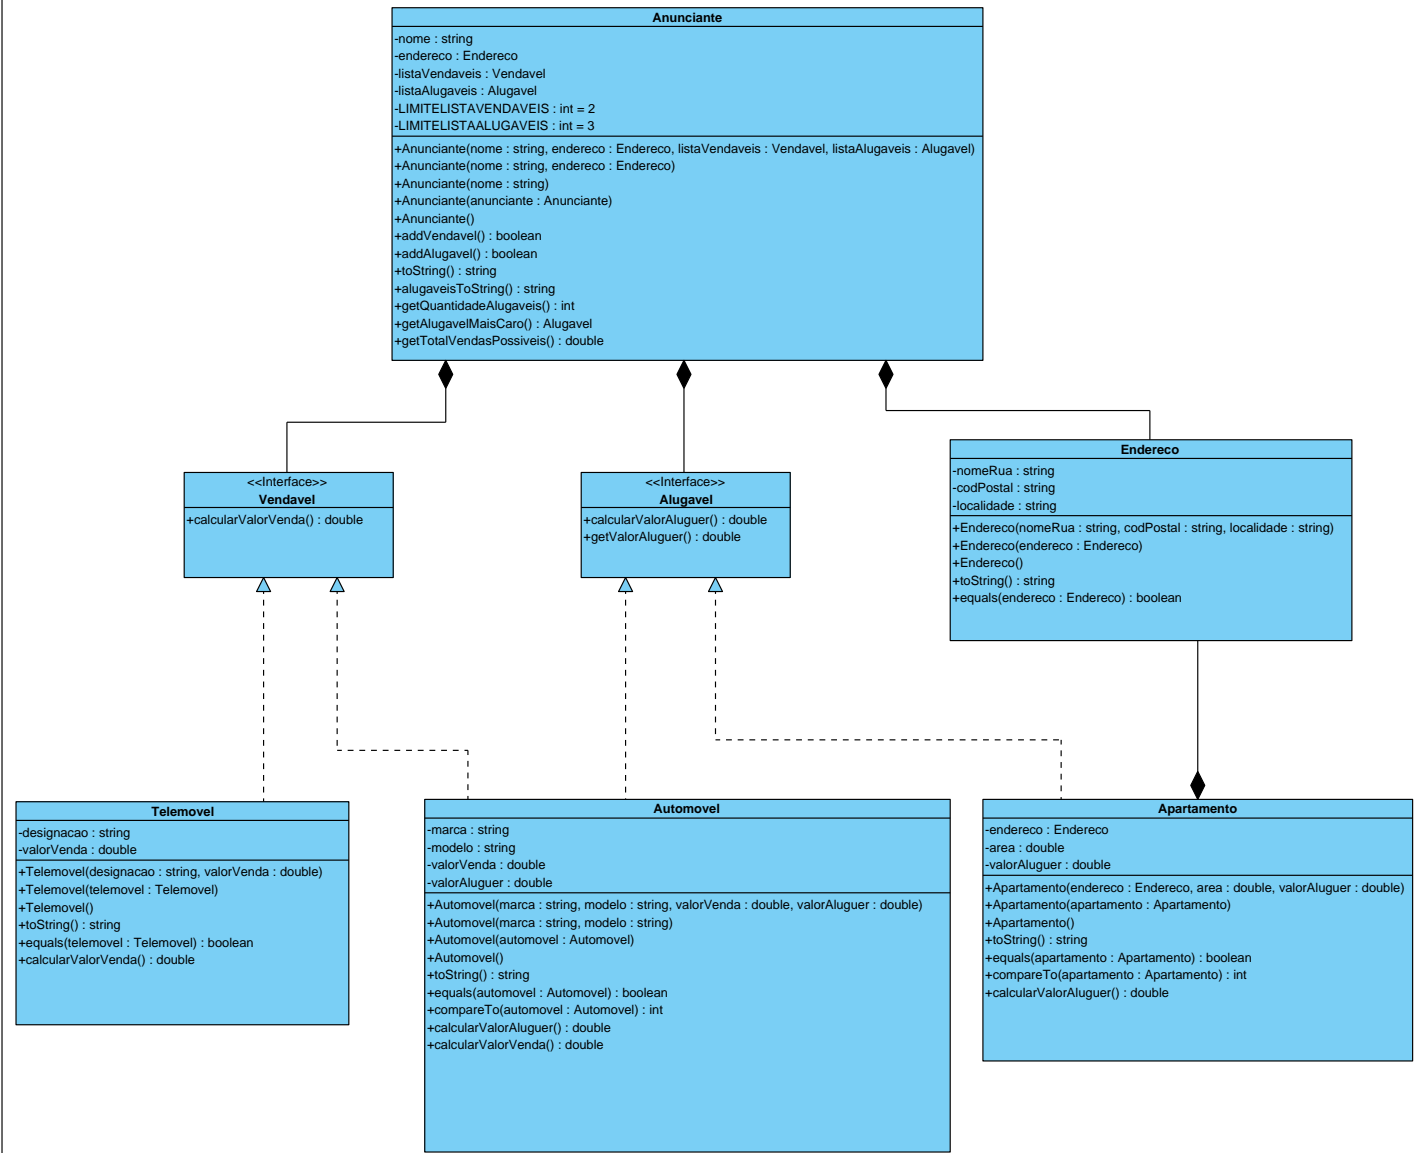 Anunciante
-nome : string
-endereco : Endereco
-listaVendaveis : Vendavel
-listaAlugaveis : Alugavel
-LIMITELISTAVENDAVEIS : int = 2
-LIMITELISTAALUGAVEIS : int = 3
+Anunciante(nome : string, endereco : Endereco, listaVendaveis : Vendavel, listaAlugaveis : Alugavel)
+Anunciante(nome : string, endereco : Endereco)
+Anunciante(nome : string)
+Anunciante(anunciante : Anunciante)
+Anunciante()
+addVendavel() : boolean
+addAlugavel() : boolean
+toString() : string
+alugaveisToString() : string
+getQuantidadeAlugaveis() : int
+getAlugavelMaisCaro() : Alugavel
+getTotalVendasPossiveis() : double
<<Interface>>
Vendavel
+calcularValorVenda() : double
<<Interface>>
Alugavel
+calcularValorAluguer() : double
+getValorAluguer() : double
Endereco
-nomeRua : string
-codPostal : string
-localidade : string
+Endereco(nomeRua : string, codPostal : string, localidade : string)
+Endereco(endereco : Endereco)
+Endereco()
+toString() : string
+equals(endereco : Endereco) : boolean
Telemovel
-designacao : string
-valorVenda : double
+Telemovel(designacao : string, valorVenda : double)
+Telemovel(telemovel : Telemovel)
+Telemovel()
+toString() : string
+equals(telemovel : Telemovel) : boolean
+calcularValorVenda() : double
Automovel
-marca : string
-modelo : string
-valorVenda : double
-valorAluguer : double
+Automovel(marca : string, modelo : string, valorVenda : double, valorAluguer : double)
+Automovel(marca : string, modelo : string)
+Automovel(automovel : Automovel)
+Automovel()
+toString() : string
+equals(automovel : Automovel) : boolean
+compareTo(automovel : Automovel) : int
+calcularValorAluguer() : double
+calcularValorVenda() : double
Apartamento
-endereco : Endereco
-area : double
-valorAluguer : double
+Apartamento(endereco : Endereco, area : double, valorAluguer : double)
+Apartamento(apartamento : Apartamento)
+Apartamento()
+toString() : string
+equals(apartamento : Apartamento) : boolean
+compareTo(apartamento : Apartamento) : int
+calcularValorAluguer() : double